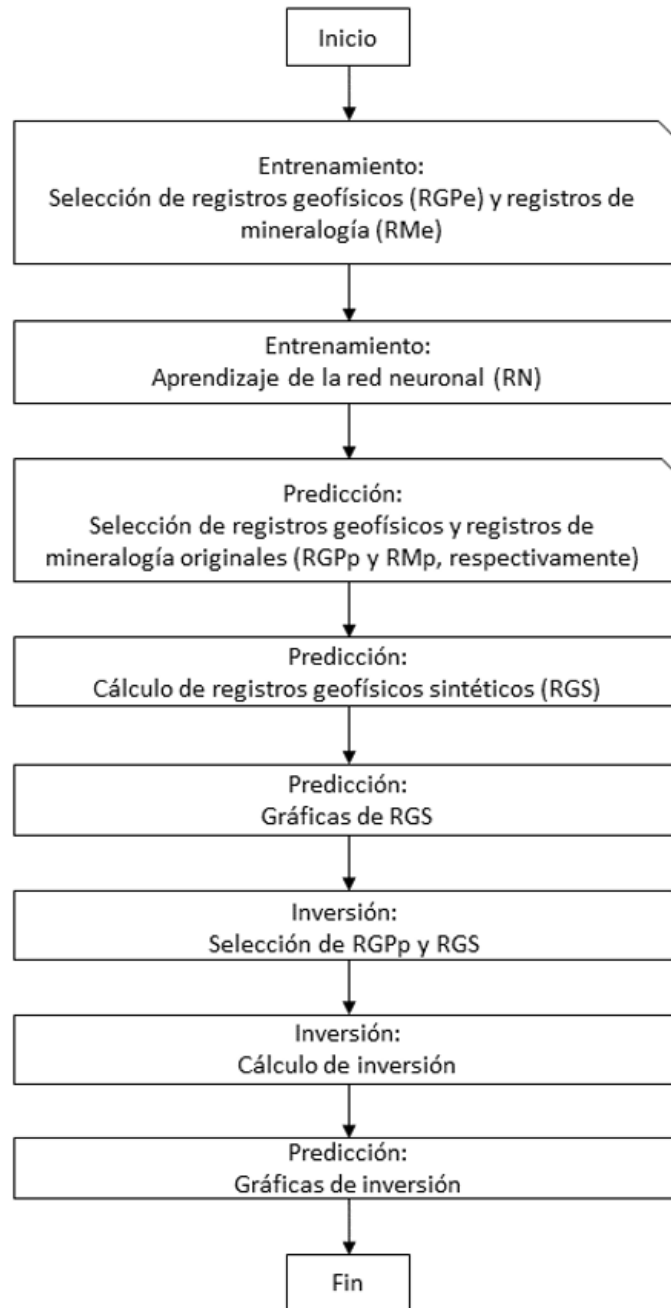 Inicio
Entrenamiento:
Selección de registros geofísicos (RGPe) y registros de
mineralogía (RMe)
Entrenamiento:
Aprendizaje de la red neuronal (RN)
Predicción:
Selección de registros geofísicos y registros de
mineralogía originales (RGPp y RMp, respectivamente)
Predicción:
Cálculo de registros geofísicos sintéticos (RGS)
Predicción:
Gráficas de RGS
Inversión:
Selección de RGPp y RGS
Inversión:
Cálculo de inversión
Predicción:
Gráficas de inversión
Fin